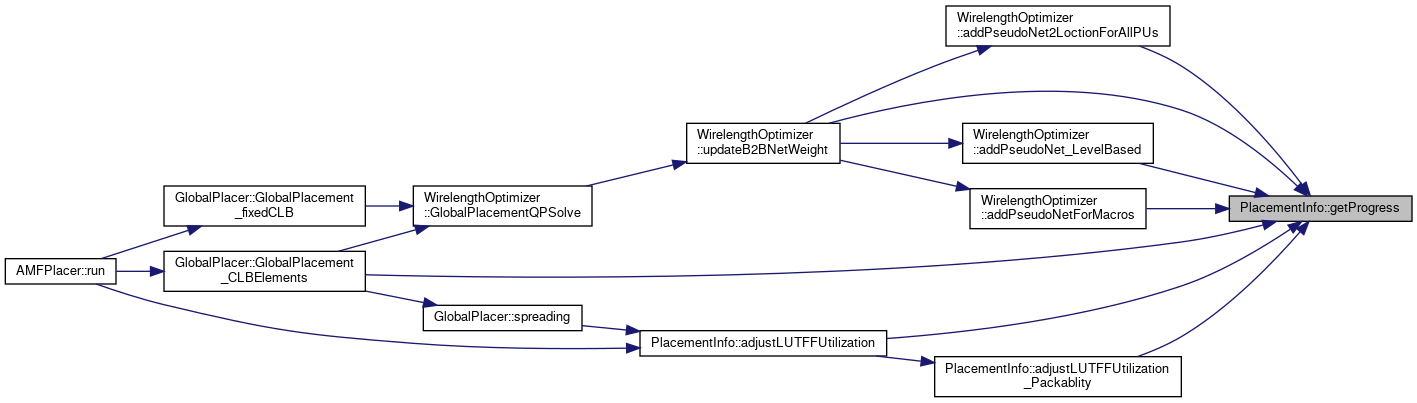 WirelengthOptimizer
::addPseudoNet2LoctionForAllPUs
WirelengthOptimizer
::updateB2BNetWeight
WirelengthOptimizer
::addPseudoNet_LevelBased
GlobalPlacer::GlobalPlacement
_fixedCLB
WirelengthOptimizer
::GlobalPlacementQPSolve
WirelengthOptimizer
::addPseudoNetForMacros
PlacementInfo::getProgress
AMFPlacer::run
GlobalPlacer::GlobalPlacement
_CLBElements
GlobalPlacer::spreading
PlacementInfo::adjustLUTFFUtilization
PlacementInfo::adjustLUTFFUtilization
_Packablity